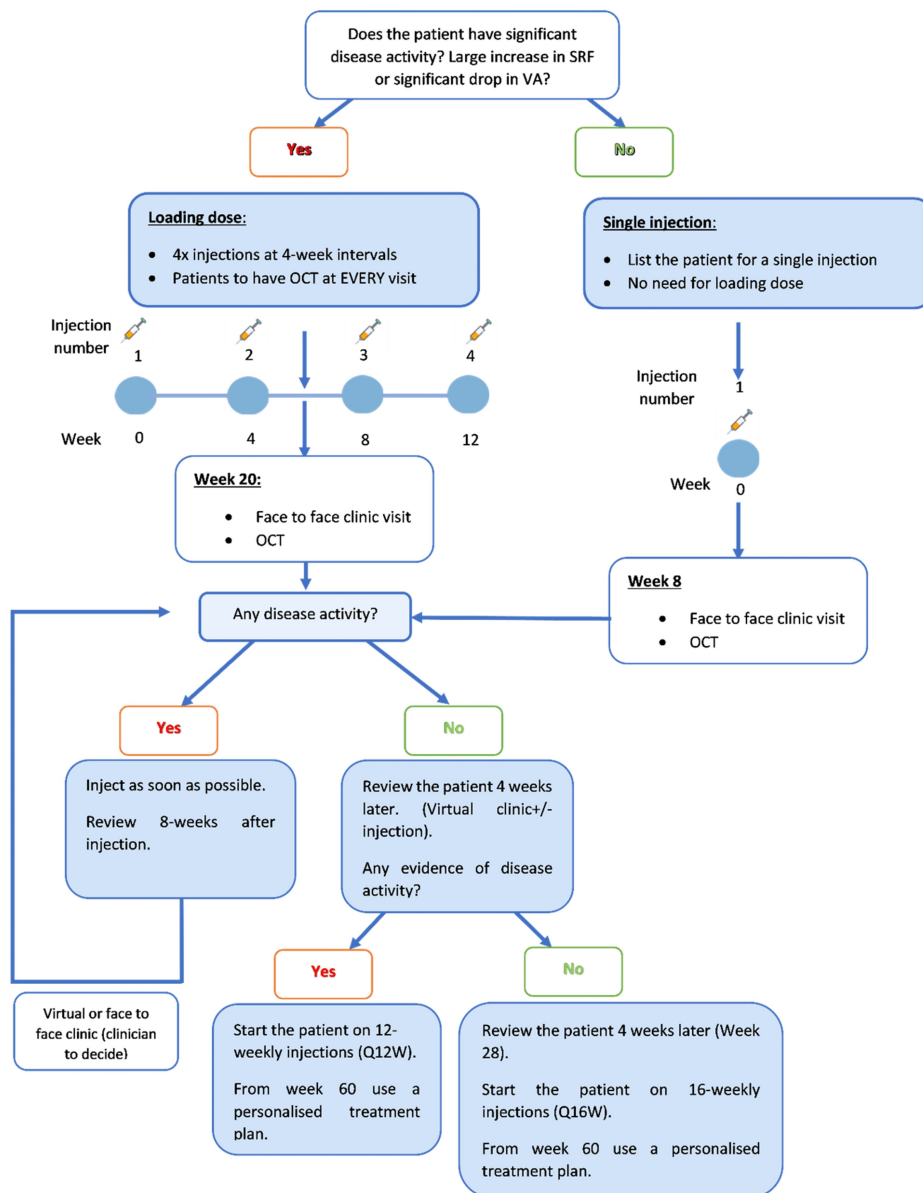 Does the patient have significant
disease activity? Large increase in SRF
or significant drop in VA?
Yes
No
Loading dose:
• 4x injections at 4-week intervals
• Patients to have OCT at EVERY visit
Single injection:
• List the patient for a single injection
• No need for loading dose
Injection
number
1
2
3
4
Week
0
4
8
12
Injection
number
1
Week
0
Week 20:
• Face to face clinic visit
• OCT
Week 8
• Face to face clinic visit
• OCT
Any disease activity?
Yes
No
Inject as soon as possible.
Review 8-weeks after
injection.
Review the patient 4 weeks
later. (Virtual clinic+/-
injection).
Any evidence of disease
activity?
Yes
No
Virtual or face to
face clinic (clinician
to decide)
Start the patient on 12-
weekly injections (Q12W).
From week 60 use a
personalised treatment
plan.
Review the patient 4 weeks later (Week
28).
Start the patient on 16-weekly
injections (Q16W).
From week 60 use a personalised
treatment plan.